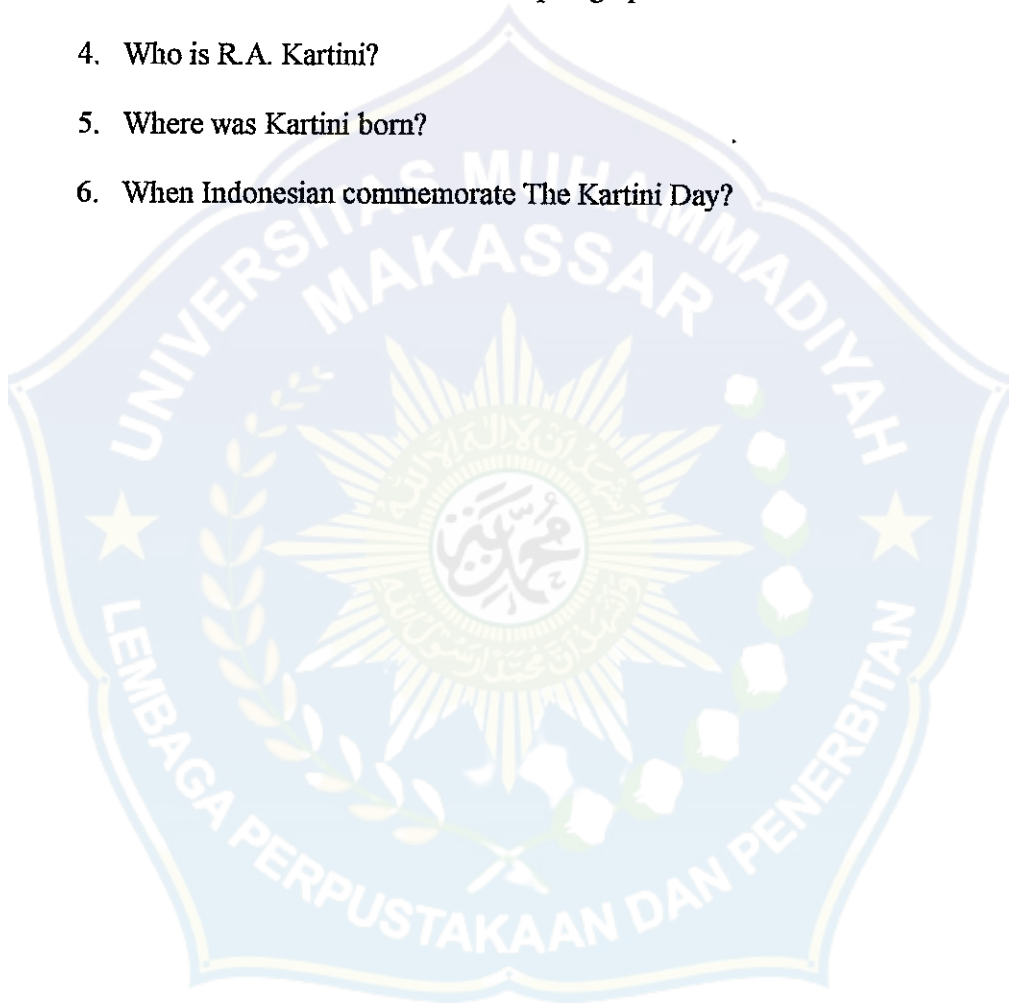 4. Who is R.A. Kartini?
5. Where was Kartini born?
6. When Indonesian commemorate The Kartini Day?
UNIVERSITAS MUHAMMADIYAH
MAKASSAR
LEMBAGA PERPUSTAKAAN DAN PENERBITAN